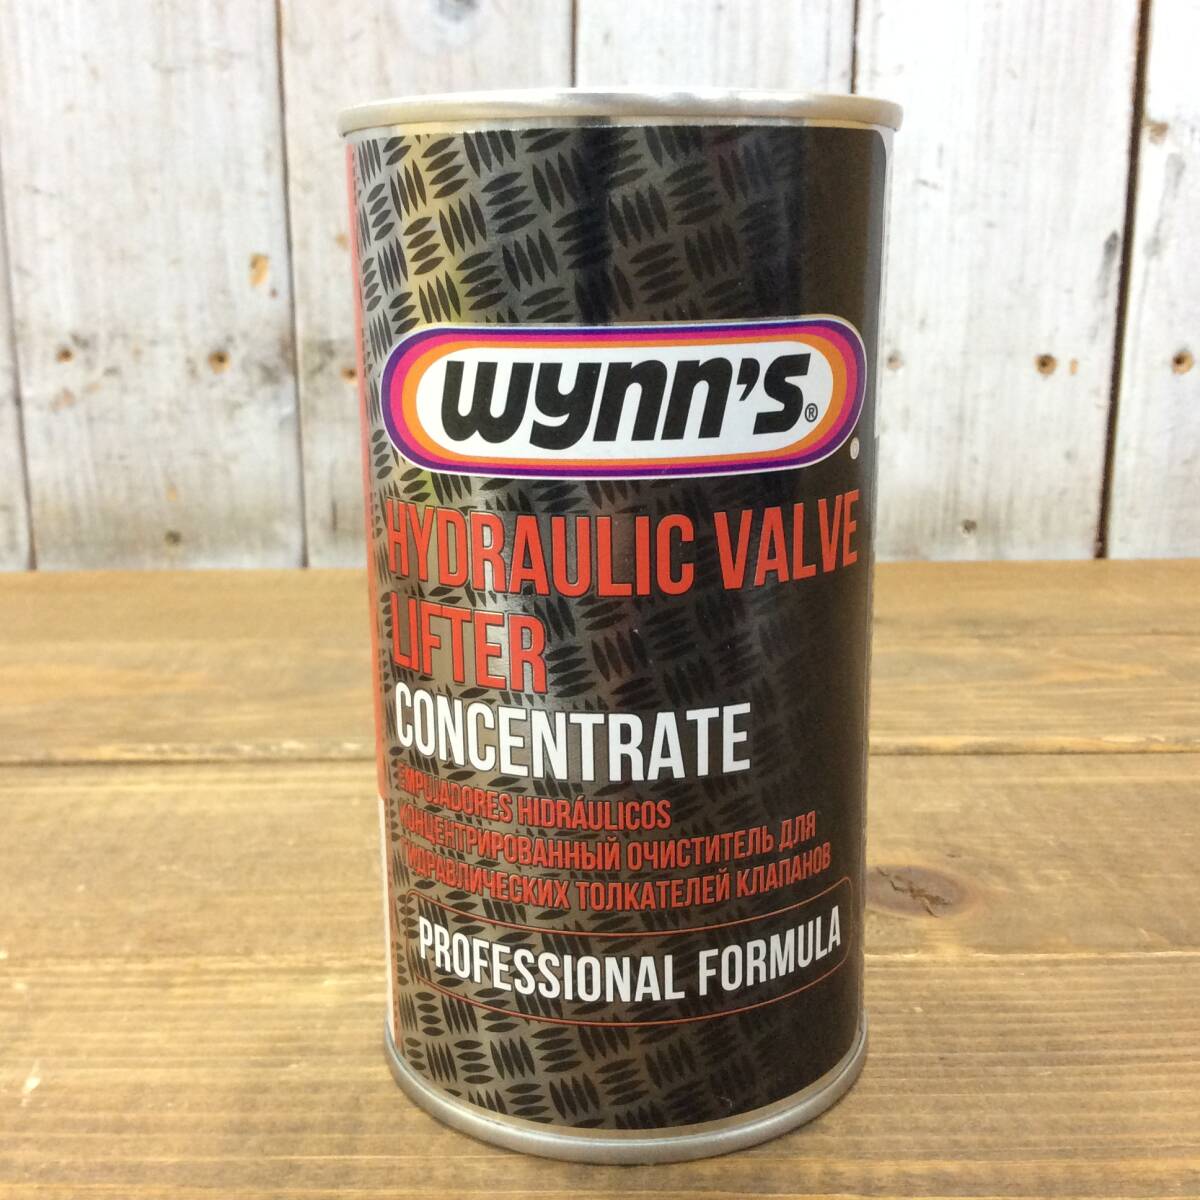 wynn's®
HYDRAULIC VALVE
LIFTER
CONCENTRATE
EMPUJADORES HIDRÁULICOS
КОНЦЕНТРИРОВАННЫЙ ОЧИСТИТЕЛЬ ДЛЯ
ГИДРАВЛИЧЕСКИХ ТОЛКАТЕЛЕЙ КЛАПАНОВ
PROFESSIONAL FORMULA